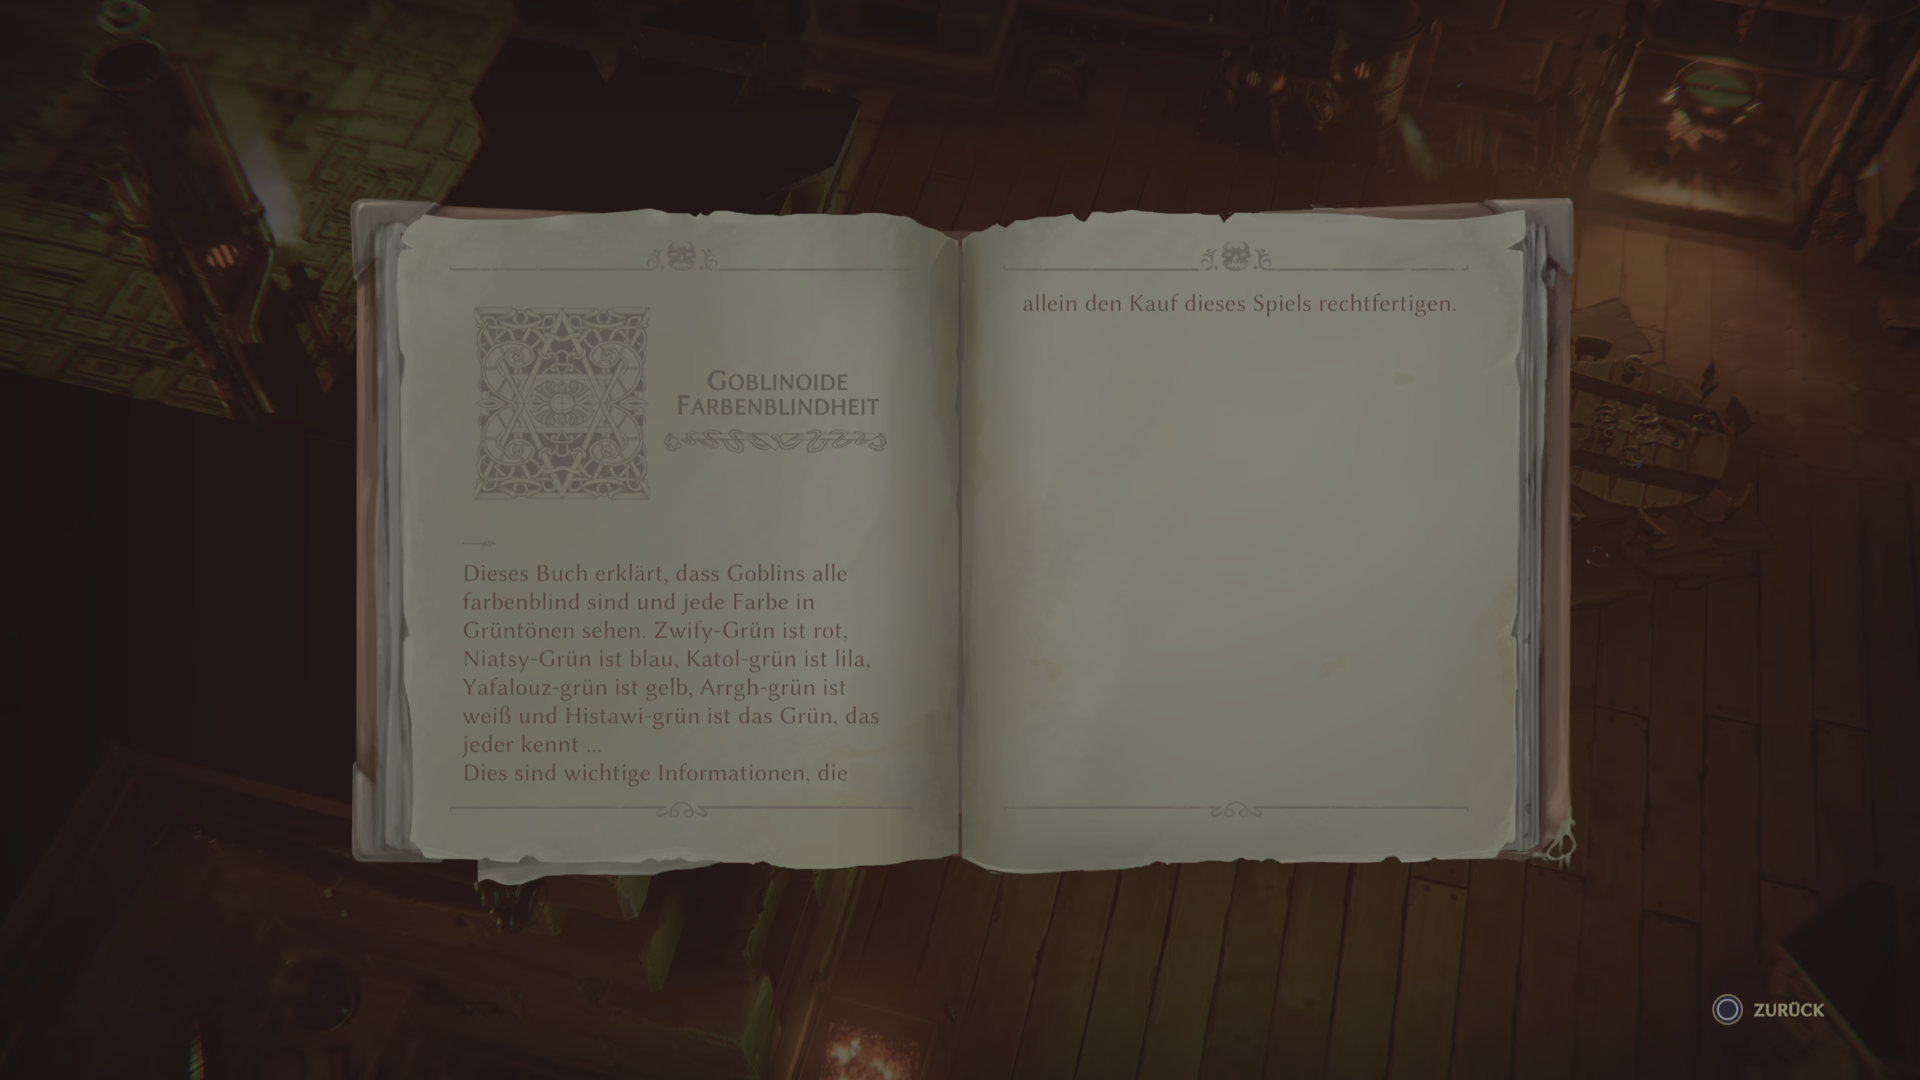 GOBLINOIDE
FARBENBLINDHEIT
Dieses Buch erklärt, dass Goblins alle
farbenblind sind und jede Farbe in
Grüntönen sehen. Zwify-Grün ist rot,
Niatsy-Grün ist blau, Katol-grün ist lila,
Yafalouz-grün ist gelb, Arrgh-grün ist
weiß und Histawi-grün ist das Grün, das
jeder kennt ...
Dies sind wichtige Informationen, die
allein den Kauf dieses Spiels rechtfertigen.
ZURÜCK